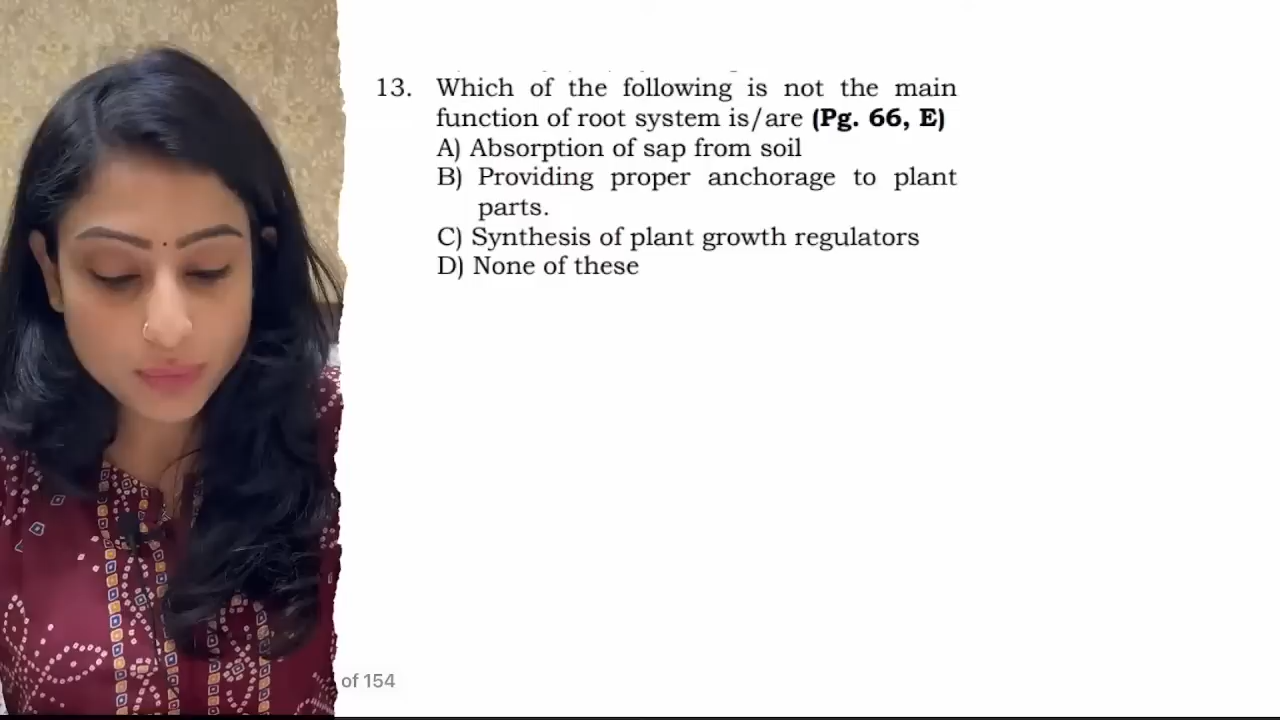 13. Which of the following is not the main
function of root system is/are (Pg. 66, E)
A) Absorption of sap from soil
B) Providing proper anchorage to plant
parts.
C) Synthesis of plant growth regulators
D) None of these
of 154